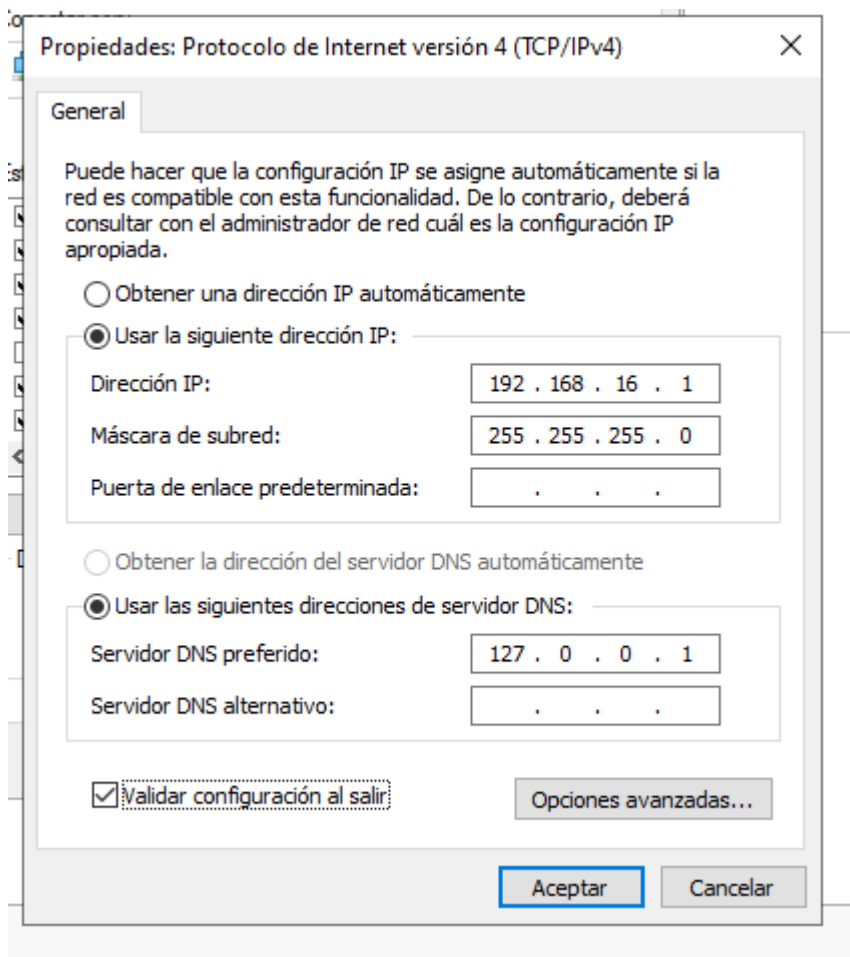 Propiedades: Protocolo de Internet versión 4 (TCP/IPv4)
General
Puede hacer que la configuración IP se asigne automáticamente si la
red es compatible con esta funcionalidad. De lo contrario, deberá
consultar con el administrador de red cuál es la configuración IP
apropiada.
Obtener una dirección IP automáticamente
Usar la siguiente dirección IP:
Dirección IP: 192 . 168 . 16 . 1
Máscara de subred: 255 . 255 . 255 . 0
Puerta de enlace predeterminada: . . .
Obtener la dirección del servidor DNS automáticamente
Usar las siguientes direcciones de servidor DNS:
Servidor DNS preferido: 127 . 0 . 0 . 1
Servidor DNS alternativo: . . .
Validar configuración al salir
Opciones avanzadas...
Aceptar Cancelar